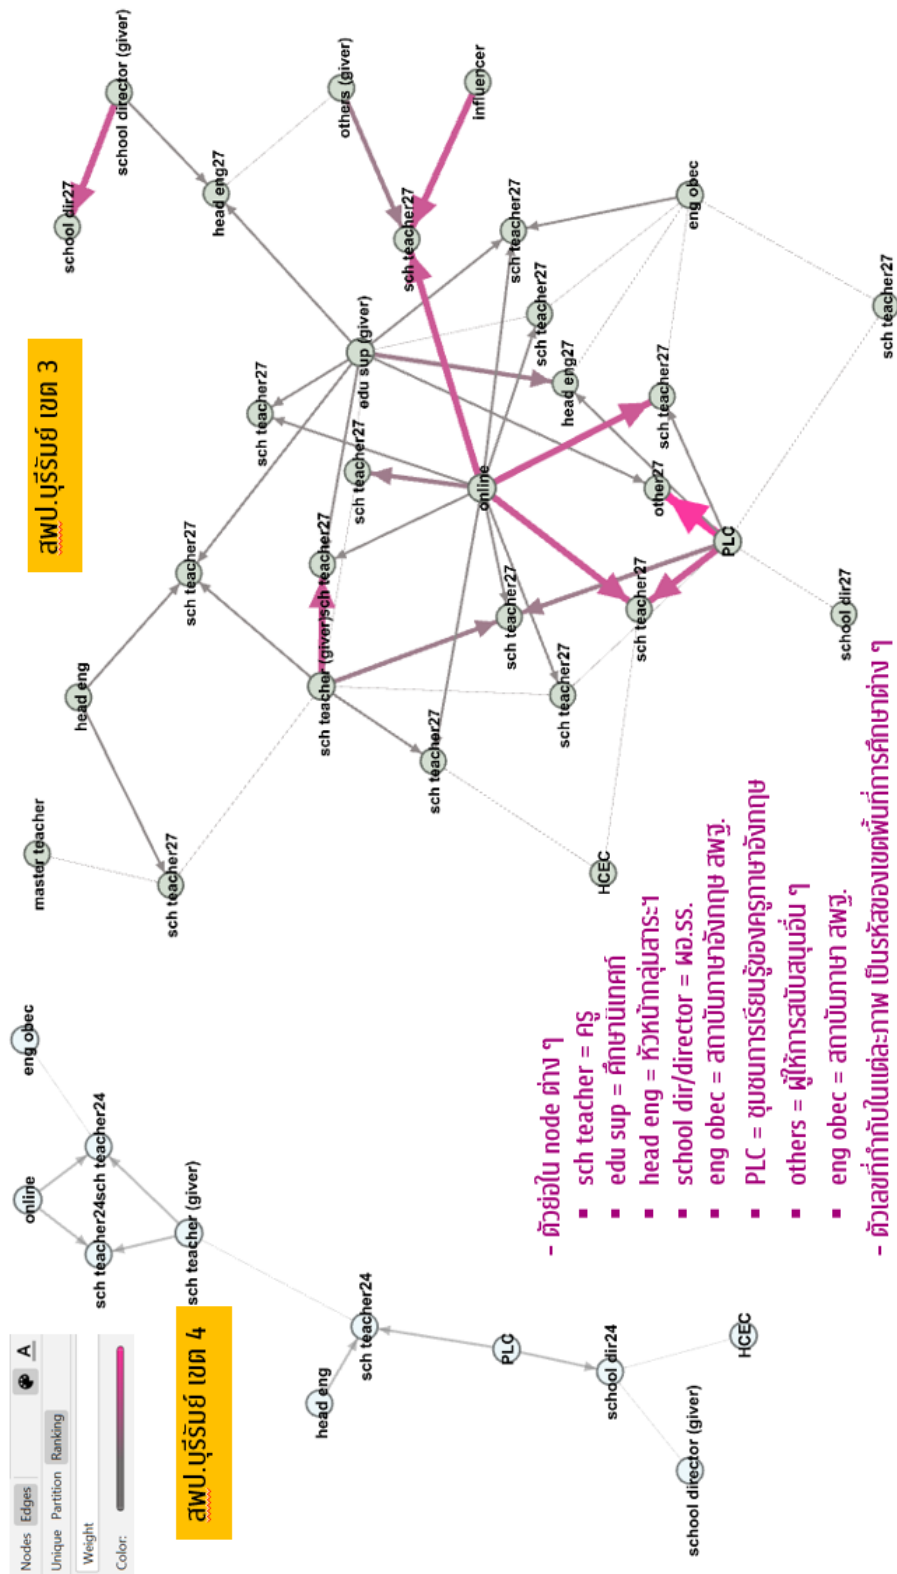 Nodes Edges A
Unique Partition Ranking
Weight
Color:
สพป.บุรีรัมย์ เขต 4
online
eng obec
sch teacher24
sch teacher24
sch teacher (giver)
head eng
sch teacher24
PLC
school dir24
school director (giver)
HCEC
สพป.บุรีรัมย์ เขต 3
master teacher
head eng
school dir27
school director (giver)
sch teacher27
sch teacher27
head eng27
sch teacher27
sch teacher (giver)
sch teacher27
sch teacher27
edu sup (giver)
others (giver)
sch teacher27
sch teacher27
online
influencer
sch teacher27
sch teacher27
sch teacher27
sch teacher27
head eng27
HCEC
sch teacher27
other27
sch teacher27
eng obec
PLC
school dir27
sch teacher27
- ตัวย่อใน node ต่าง ๆ
▪ sch teacher = ครู
▪ edu sup = ศึกษานิเทศก์
▪ head eng = หัวหน้ากลุ่มสาระฯ
▪ school dir/director = ผอ.รร.
▪ eng obec = สถาบันภาษาอังกฤษ สพฐ.
▪ PLC = ชุมชนการเรียนรู้ของครูภาษาอังกฤษ
▪ others = ผู้ให้การสนับสนุนอื่น ๆ
▪ eng obec = สถาบันภาษา สพฐ.
- ตัวเลขที่กำกับในแต่ละภาพ เป็นรหัสของเขตพื้นที่การศึกษาต่าง ๆ